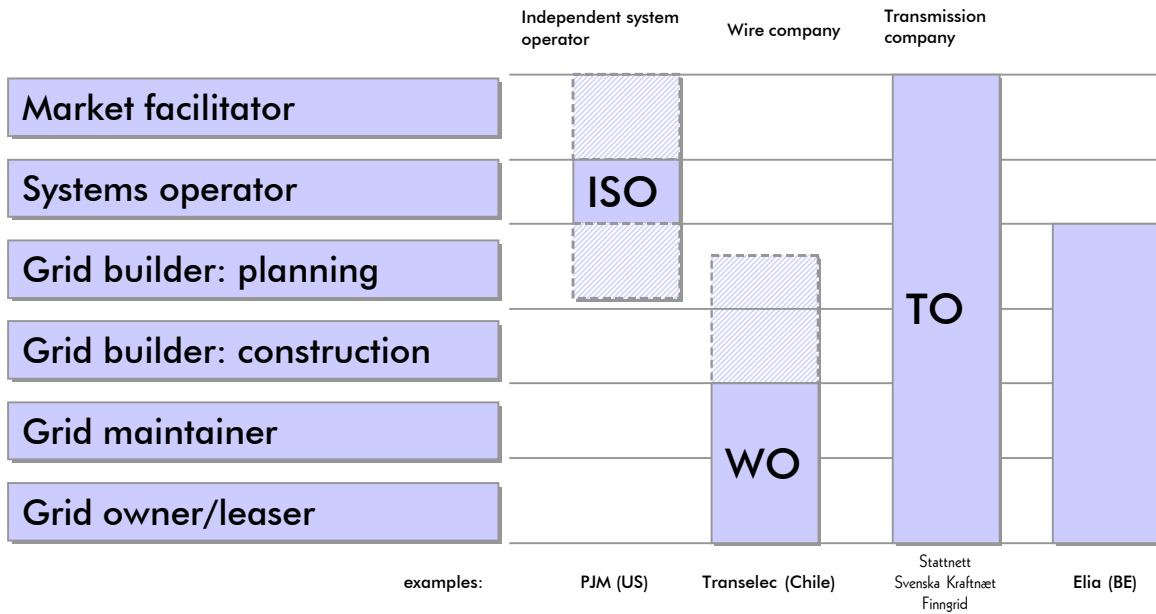 Independent system
operator
Wire company
Transmission
company
Market facilitator
Systems operator
ISO
Grid builder: planning
TO
Grid builder: construction
Grid maintainer
WO
Grid owner/leaser
examples:
PJM (US)
Transelec (Chile)
Stattnett
Svenska Kraftnæt
Finngrid
Elia (BE)